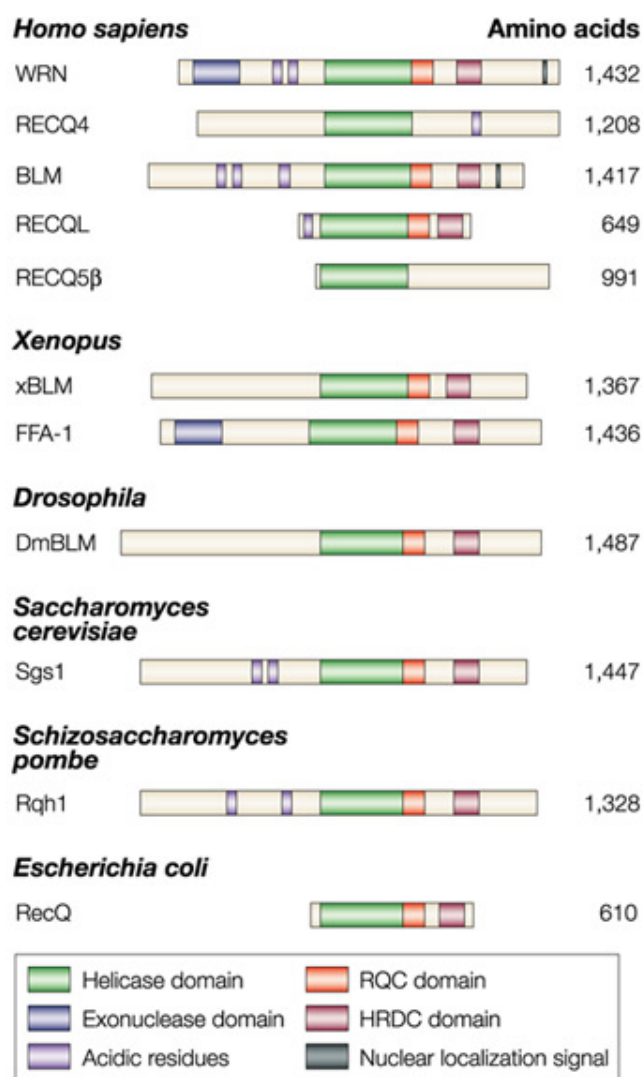 Homo sapiens Amino acids
WRN 1,432
RECQ4 1,208
BLM 1,417
RECQL 649
RECQ5β 991
Xenopus
xBLM 1,367
FFA-1 1,436
Drosophila
DmBLM 1,487
Saccharomyces
cerevisiae
Sgs1 1,447
Schizosaccharomyces
pombe
Rqh1 1,328
Escherichia coli
RecQ 610
Helicase domain RQC domain
Exonuclease domain HRDC domain
Acidic residues Nuclear localization signal